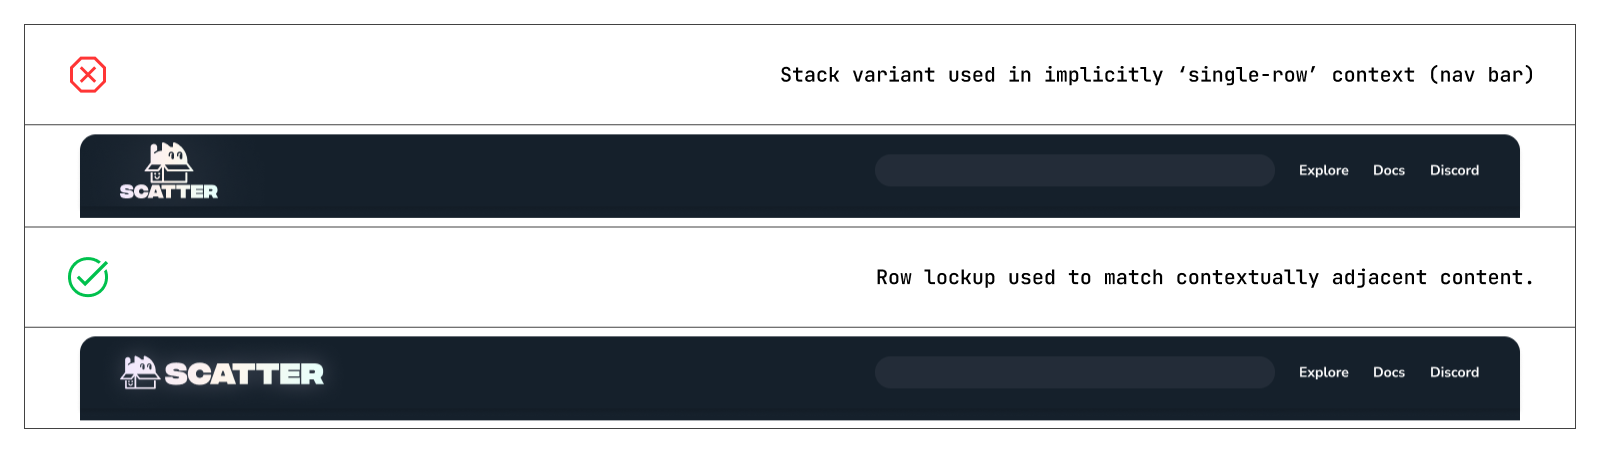 Stack variant used in implicitly ‘single-row’ context (nav bar)
SCATTER
Explore Docs Discord
Row lockup used to match contextually adjacent content.
SCATTER
Explore Docs Discord